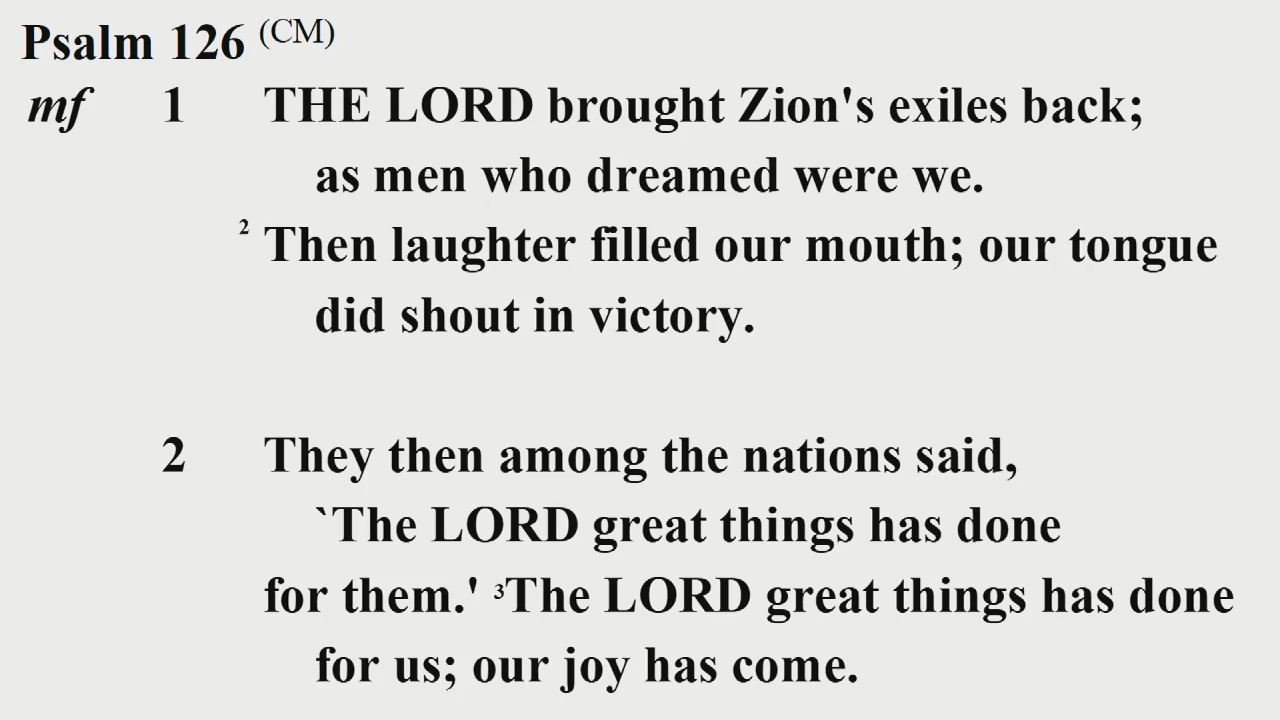 Psalm 126 (CM)
mf 1 THE LORD brought Zion's exiles back;
as men who dreamed were we.
2 Then laughter filled our mouth; our tongue
did shout in victory.
2 They then among the nations said,
`The LORD great things has done
for them.' 3The LORD great things has done
for us; our joy has come.